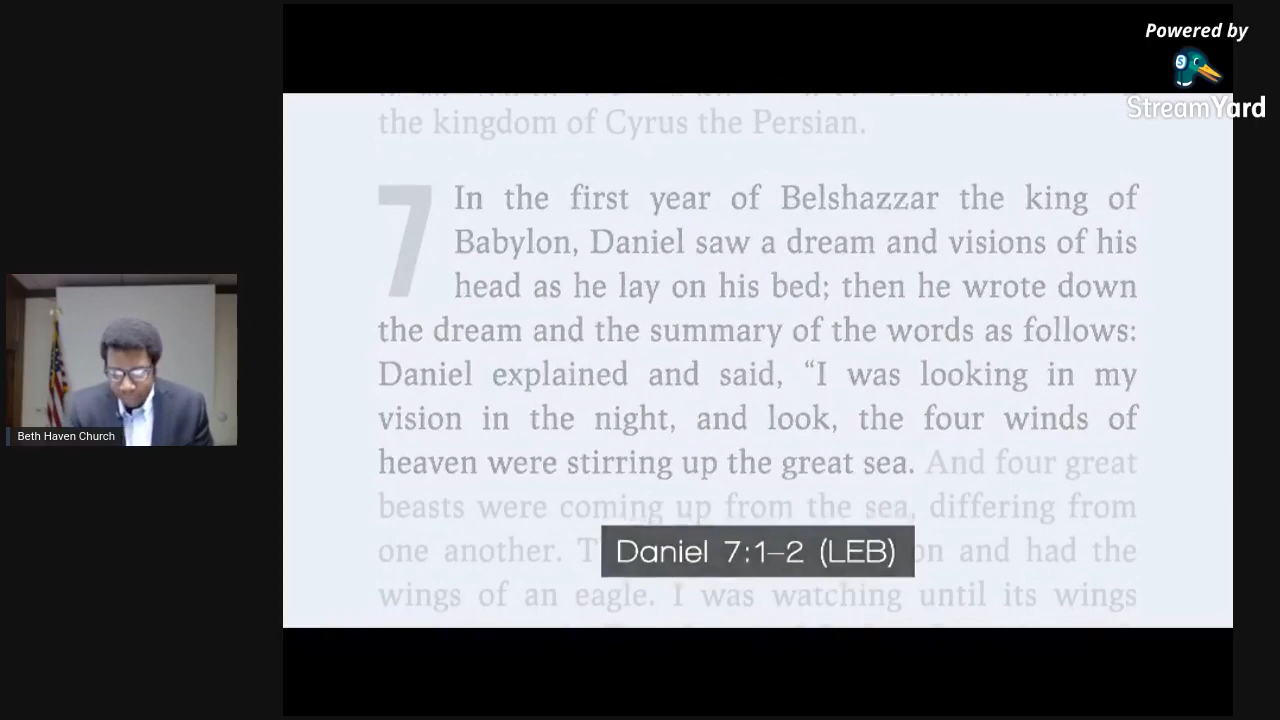 Powered by
StreamYard
the kingdom of Cyrus the Persian.
7
In the first year of Belshazzar the king of
Babylon, Daniel saw a dream and visions of his
head as he lay on his bed; then he wrote down
the dream and the summary of the words as follows:
Daniel explained and said, “I was looking in my
vision in the night, and look, the four winds of
heaven were stirring up the great sea. And four great
beasts were coming up from the sea, differing from
one another. and had the
Daniel 7:1–2 (LEB)
wings of an eagle. I was watching until its wings
Beth Haven Church